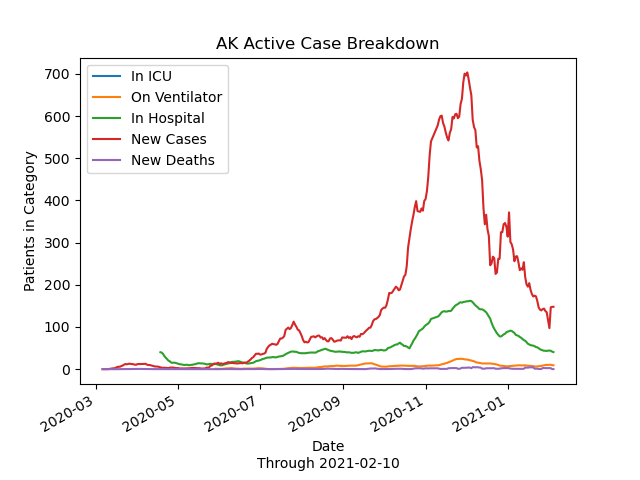 AK Active Case Breakdown
In ICU
On Ventilator
In Hospital
New Cases
New Deaths
Patients in Category
700
600
500
400
300
200
100
0
2020-03
2020-05
2020-07
2020-09
2020-11
2021-01
Date
Through 2021-02-10